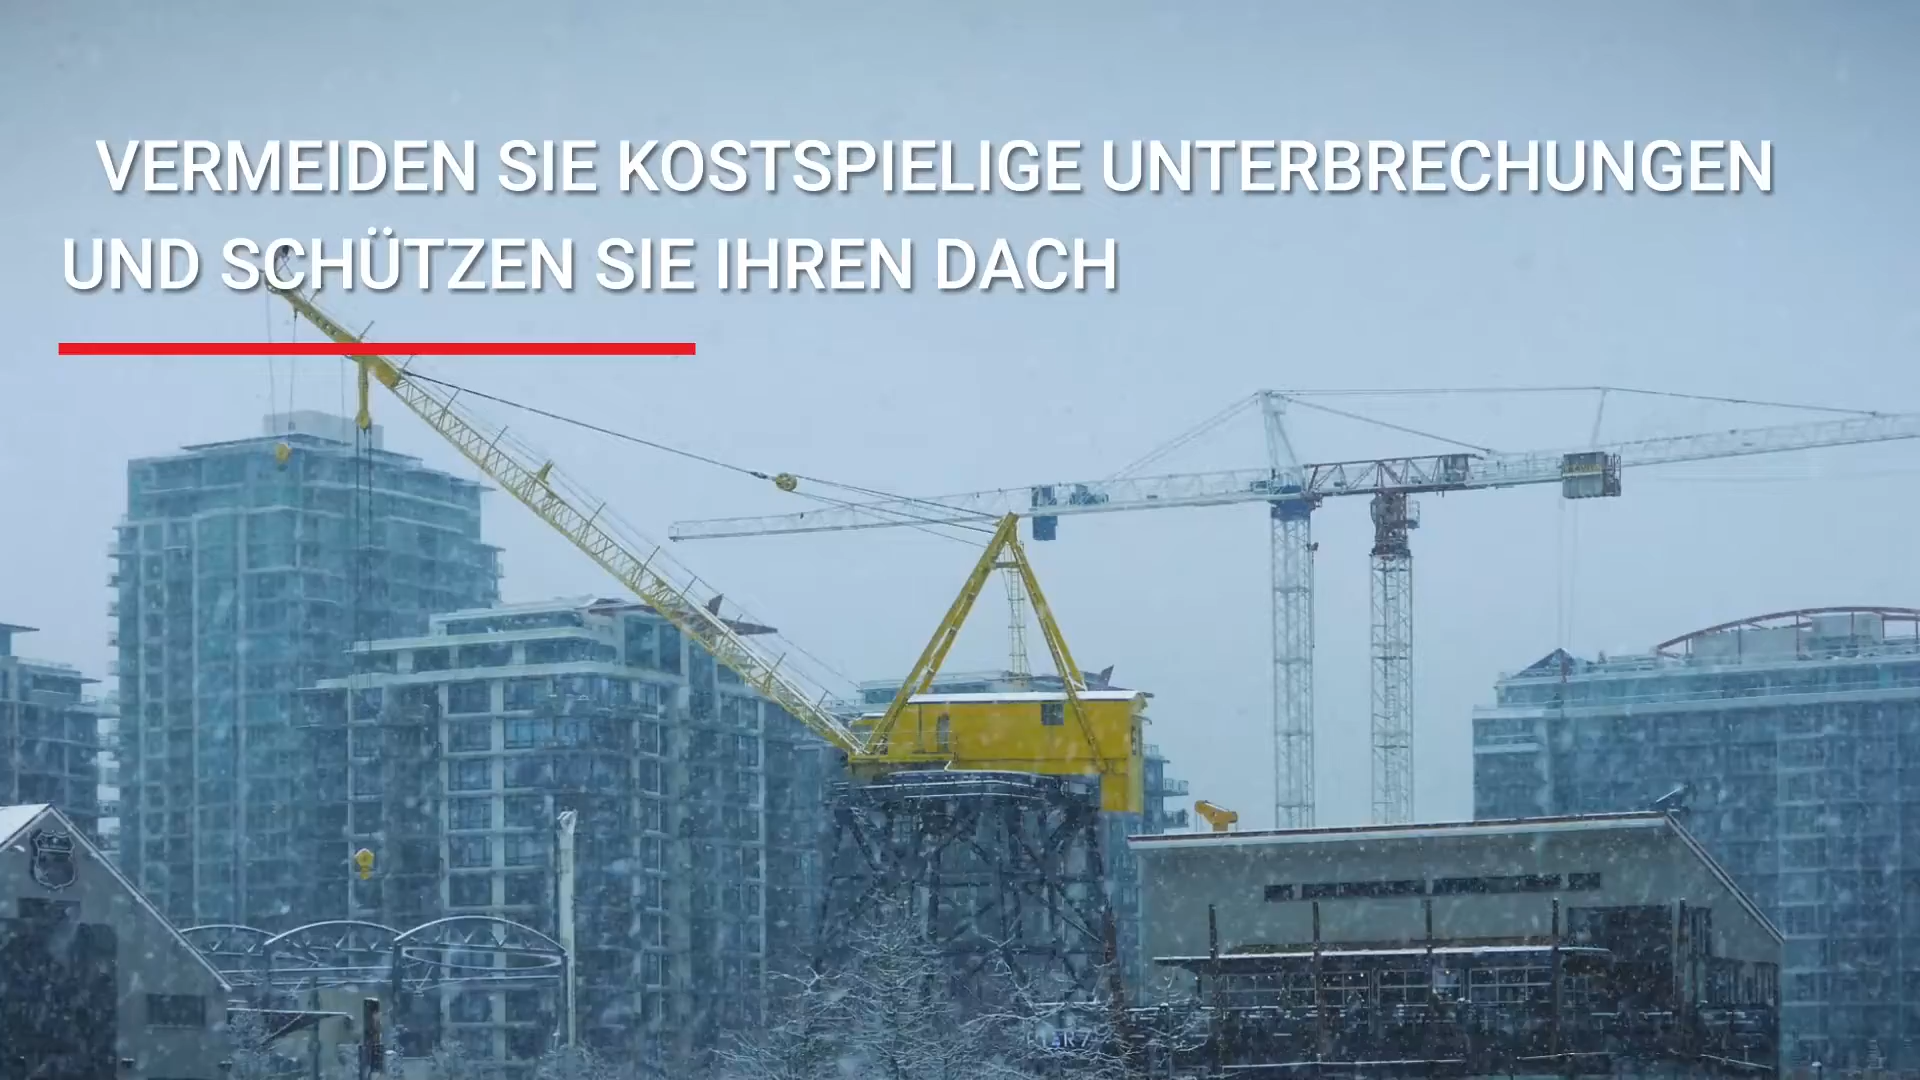 VERMEIDEN SIE KOSTSPIELIGE UNTERBRECHUNGEN
UND SCHÜTZEN SIE IHREN DACH